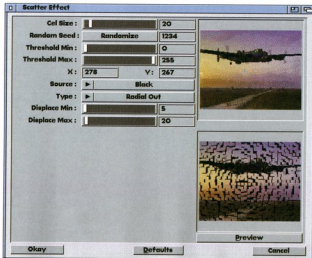 Scatter Effect
Cel Size : 20
Random Seed : Randomize 1234
Threshold Min : 0
Threshold Max : 255
X : 278 Y : 267
Source : Black
Type : Radial Out
Displace Min : 5
Displace Max : 20
Preview
Okay Defaults Cancel